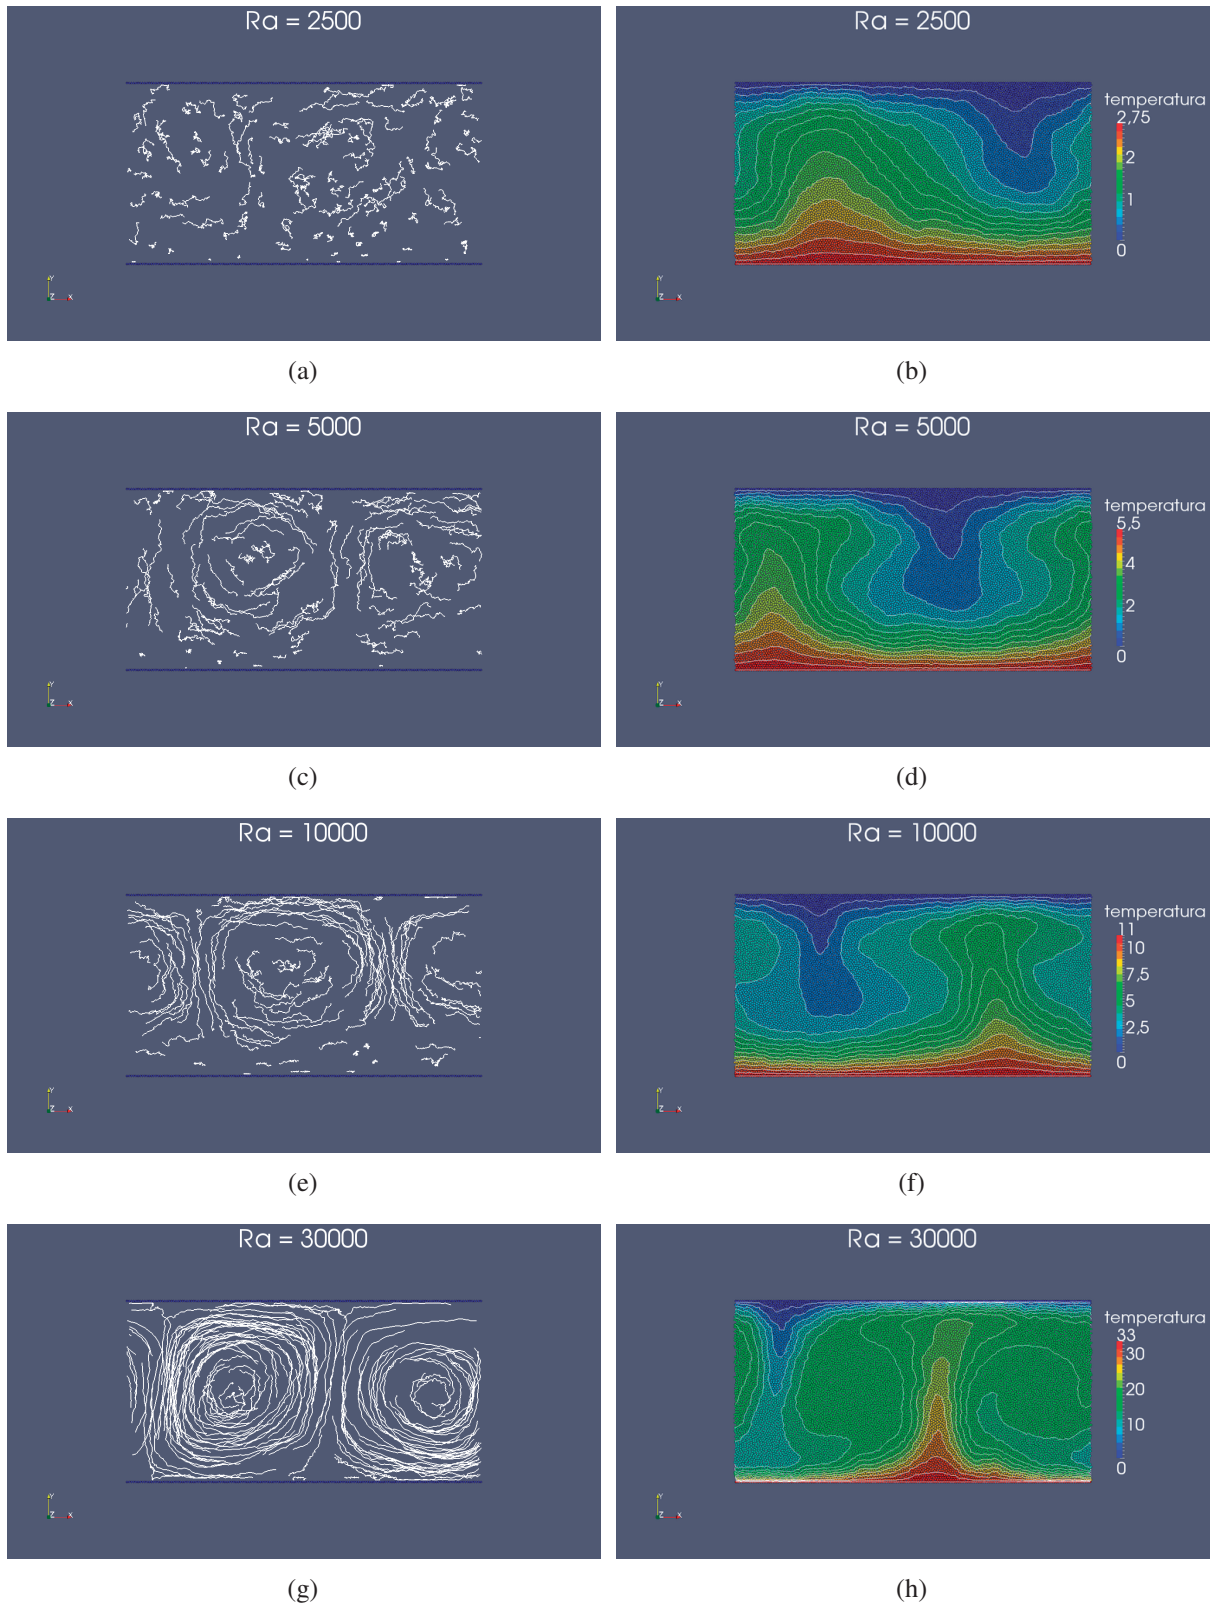 Ra = 2500
Y
Z
X
(a)
Ra = 2500
temperatura
2,75
2
1
0
Y
Z
X
(b)
Ra = 5000
Y
Z
X
(c)
Ra = 5000
temperatura
5,5
4
2
0
Y
Z
X
(d)
Ra = 10000
Y
Z
X
(e)
Ra = 10000
temperatura
11
10
7,5
5
2,5
0
Y
Z
X
(f)
Ra = 30000
Y
Z
X
(g)
Ra = 30000
temperatura
33
30
20
10
0
Y
Z
X
(h)